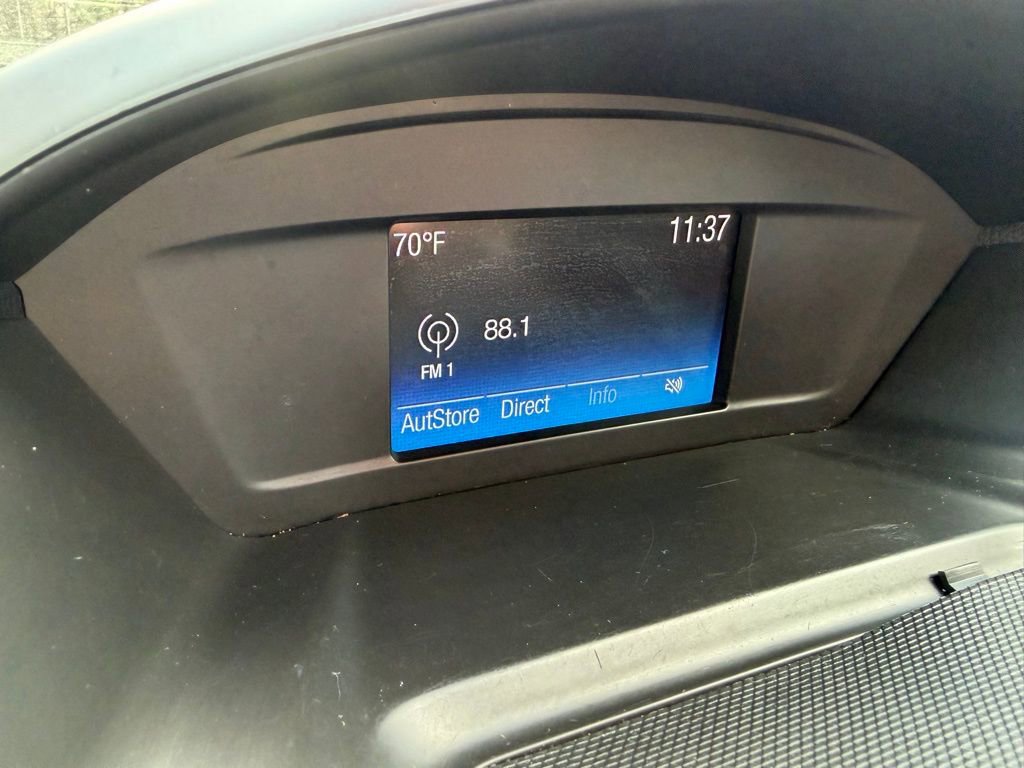 70°F 11:37
88.1
FM 1
AutStore Direct Info